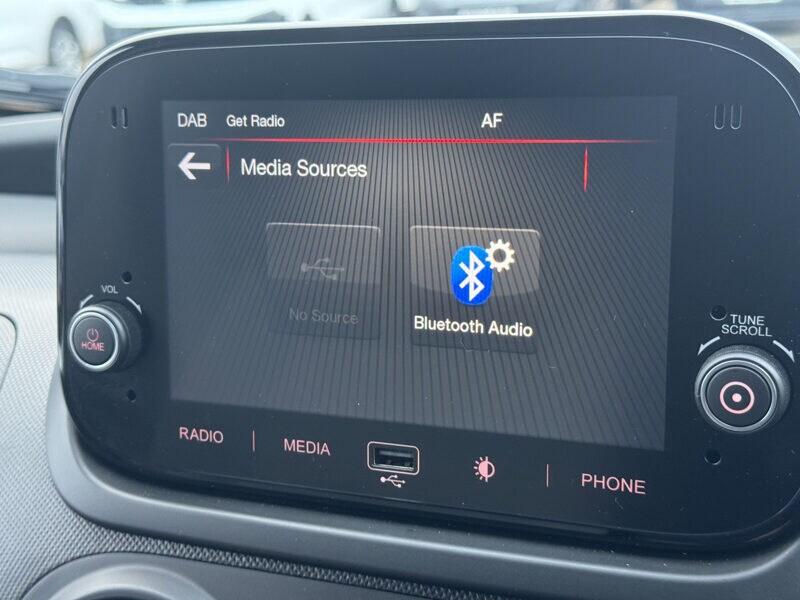 DAB Get Radio AF
Media Sources
No Source
Bluetooth Audio
VOL
HOME
TUNE
SCROLL
RADIO
MEDIA
PHONE